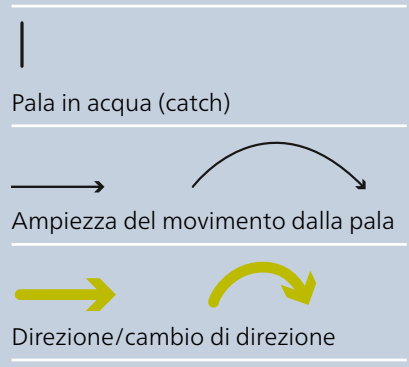 Pala in acqua (catch)
Ampiezza del movimento dalla pala
Direzione/cambio di direzione